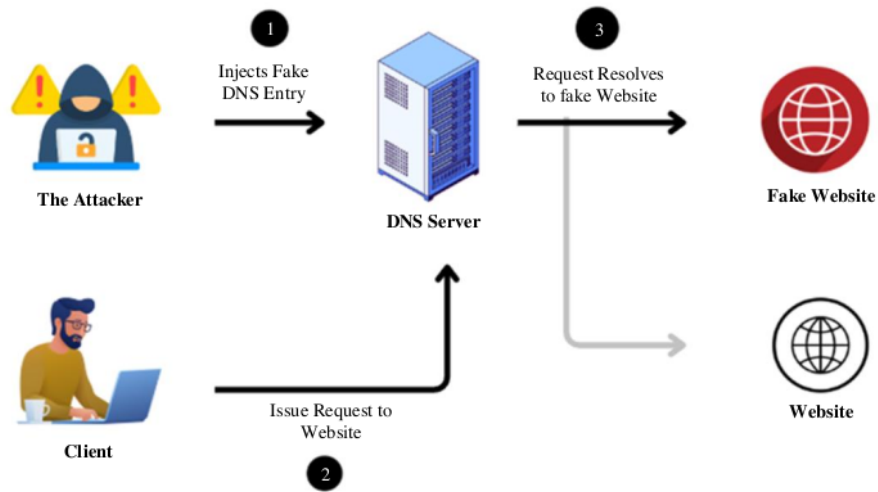 1
Injects Fake
DNS Entry
3
Request Resolves
to fake Website
The Attacker
DNS Server
Fake Website
Issue Request to
Website
2
Client
Website